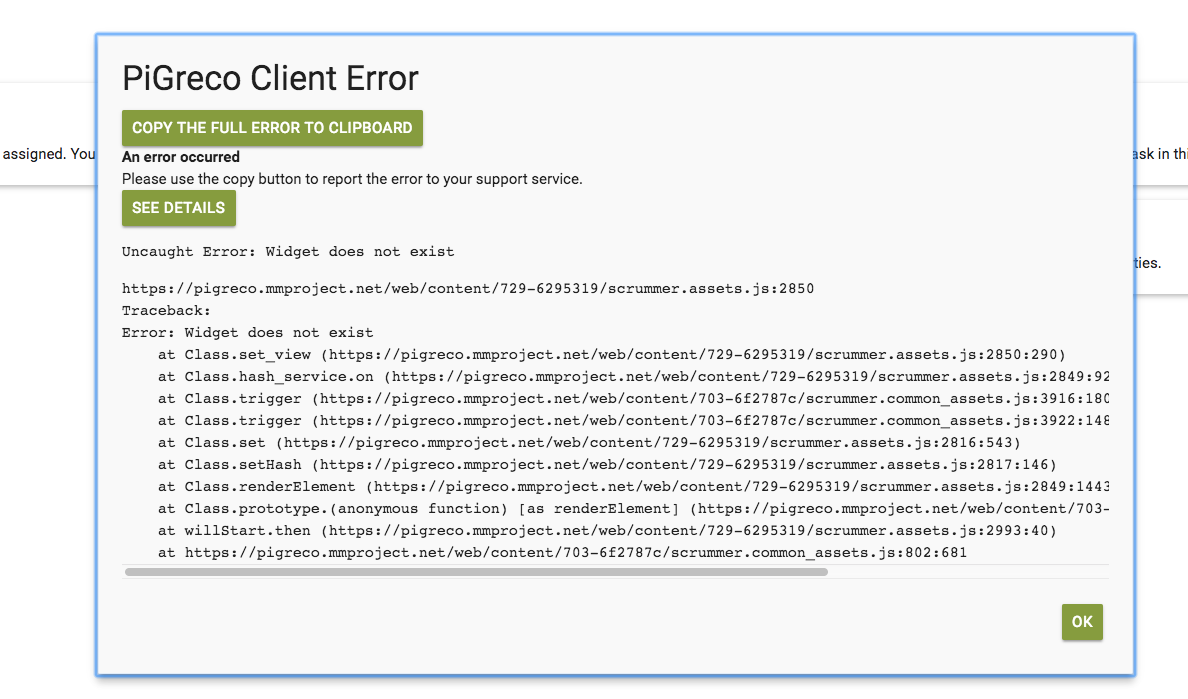 PiGreco Client Error
COPY THE FULL ERROR TO CLIPBOARD
assigned. You
An error occurred
ask in thi
Please use the copy button to report the error to your support service.
SEE DETAILS
Uncaught Error: Widget does not exist
ties.
https://pigreco.mmproject.net/web/content/729-6295319/scrummer.assets.js:2850
Traceback:
Error: Widget does not exist
at Class.set_view (https://pigreco.mmproject.net/web/content/729-6295319/scrummer.assets.js:2850:290)
at Class.hash_service.on (https://pigreco.mmproject.net/web/content/729-6295319/scrummer.assets.js:2849:92
at Class.trigger (https://pigreco.mmproject.net/web/content/703-6f2787c/scrummer.common_assets.js:3916:180
at Class.trigger (https://pigreco.mmproject.net/web/content/703-6f2787c/scrummer.common_assets.js:3922:148
at Class.set (https://pigreco.mmproject.net/web/content/729-6295319/scrummer.assets.js:2816:543)
at Class.setHash (https://pigreco.mmproject.net/web/content/729-6295319/scrummer.assets.js:2817:146)
at Class.renderElement (https://pigreco.mmproject.net/web/content/729-6295319/scrummer.assets.js:2849:1443
at Class.prototype.(anonymous function) [as renderElement] (https://pigreco.mmproject.net/web/content/703-
at willStart.then (https://pigreco.mmproject.net/web/content/729-6295319/scrummer.assets.js:2993:40)
at https://pigreco.mmproject.net/web/content/703-6f2787c/scrummer.common_assets.js:802:681
OK